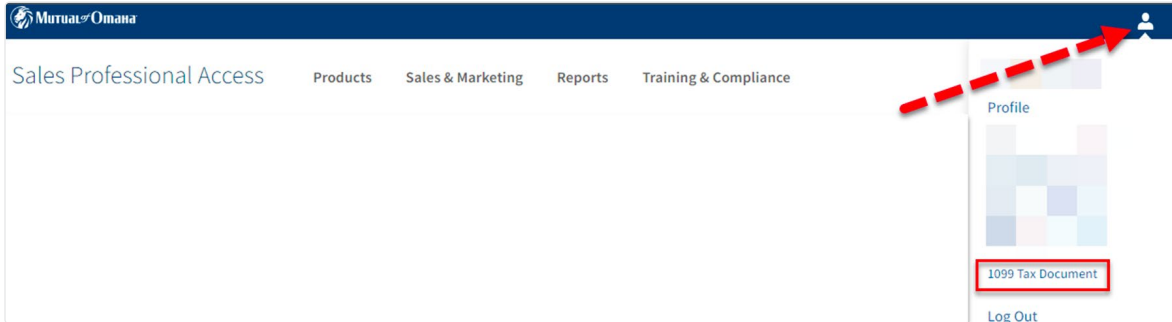 Mutual of Omaha
Sales Professional Access
Products
Sales & Marketing
Reports
Training & Compliance
Profile
1099 Tax Document
Log Out